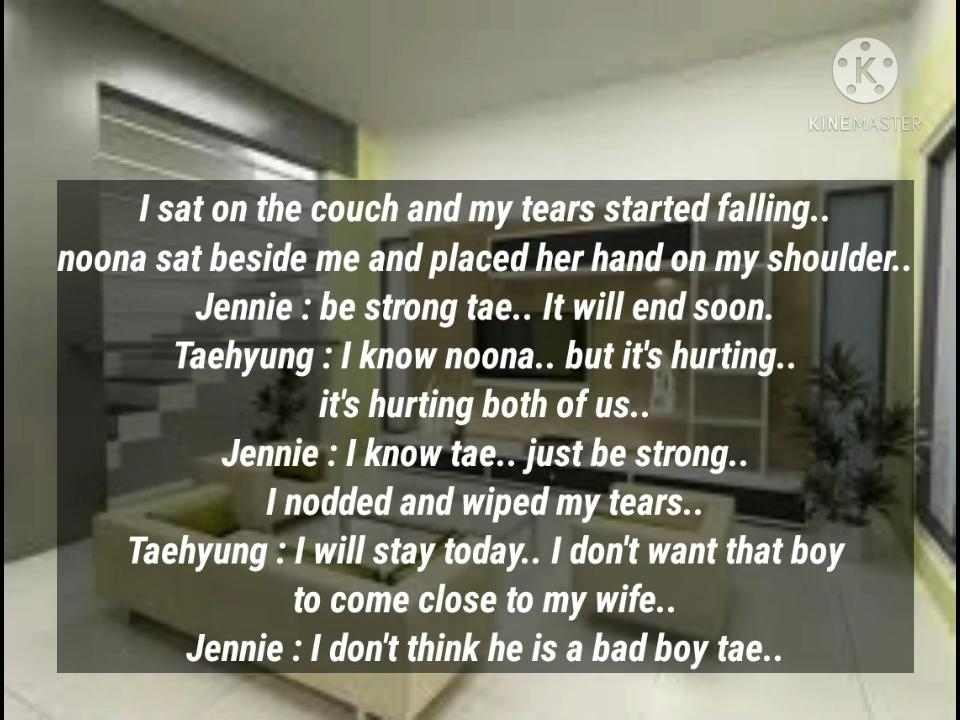 KINEMASTER
I sat on the couch and my tears started falling..
noona sat beside me and placed her hand on my shoulder..
Jennie : be strong tae.. It will end soon.
Taehyung : I know noona.. but it's hurting..
it's hurting both of us..
Jennie : I know tae.. just be strong..
I nodded and wiped my tears..
Taehyung : I will stay today.. I don't want that boy
to come close to my wife..
Jennie : I don't think he is a bad boy tae..